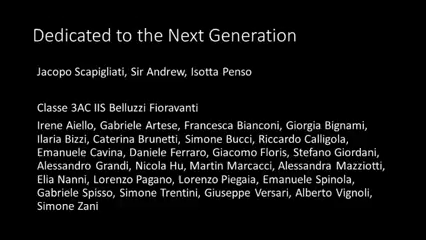 Dedicated to the Next Generation
Jacopo Scapigliati, Sir Andrew, Isotta Penso
Classe 3AC IIS Belluzzi Fioravanti
Irene Aiello, Gabriele Artese, Francesca Bianconi, Giorgia Bignami,
Ilaria Bizzi, Caterina Brunetti, Simone Bucci, Riccardo Calligola,
Emanuele Cavina, Daniele Ferraro, Giacomo Floris, Stefano Giordani,
Alessandro Grandi, Nicola Hu, Martin Marcacci, Alessandra Mazziotti,
Elia Nanni, Lorenzo Pagano, Lorenzo Piegaia, Emanuele Spinola,
Gabriele Spisso, Simone Trentini, Giuseppe Versari, Alberto Vignoli,
Simone Zani